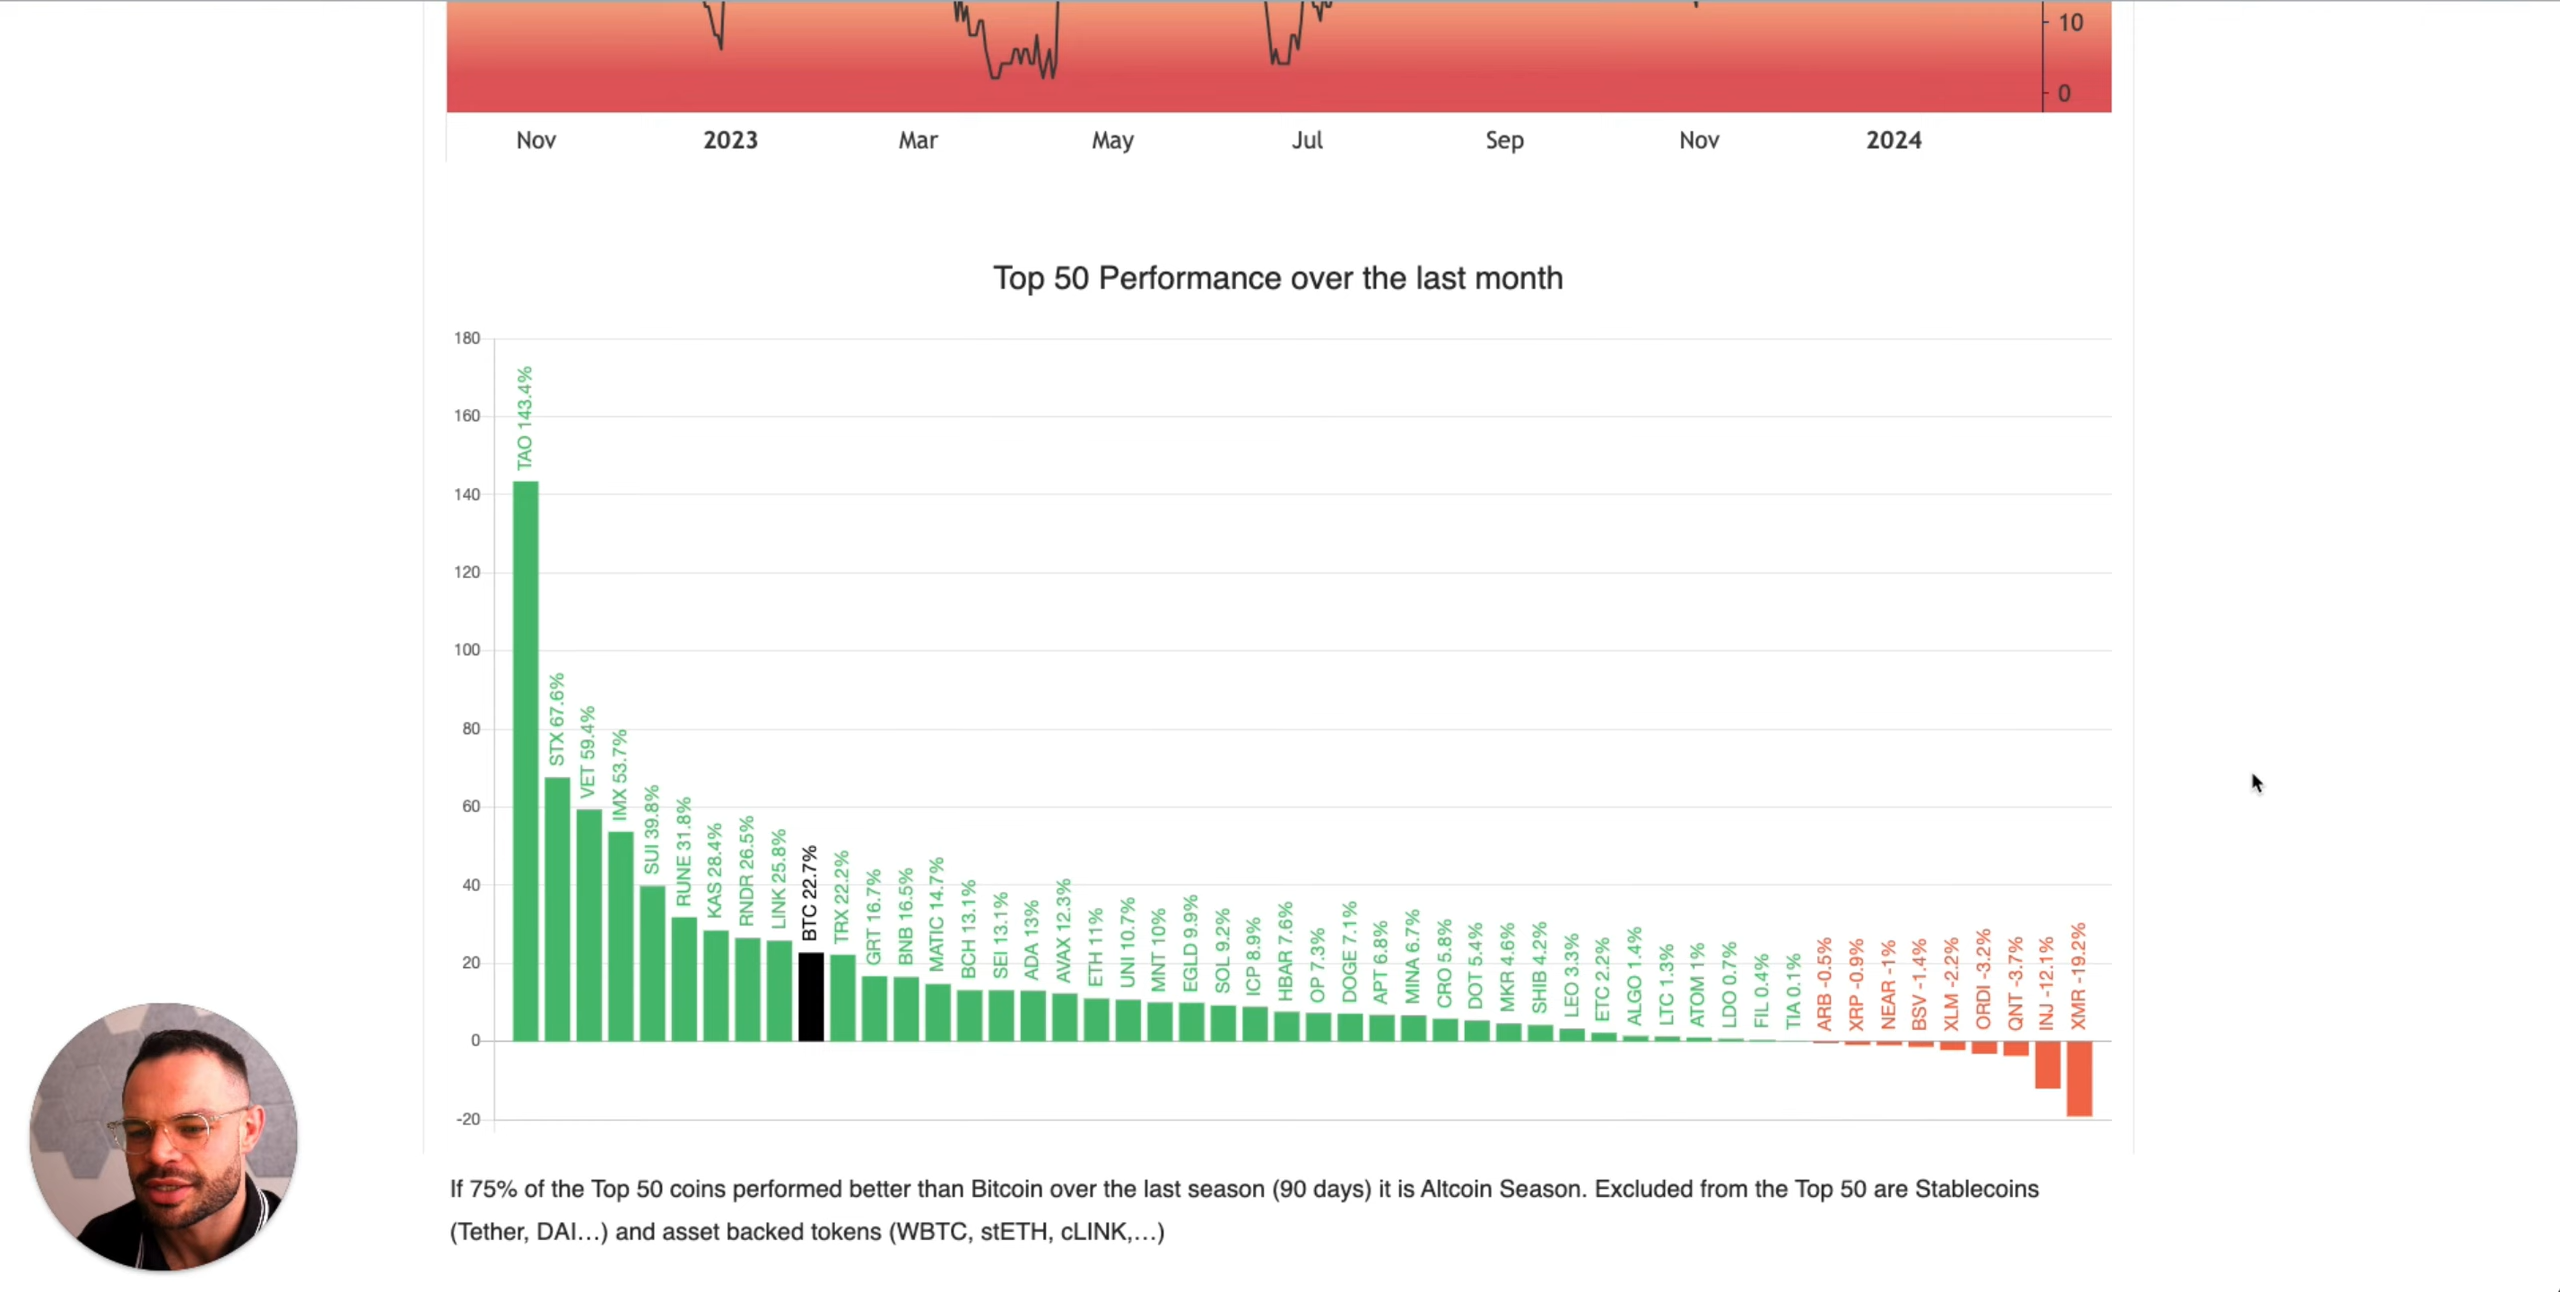 10
0
Nov 2023 Mar May Jul Sep Nov 2024
Top 50 Performance over the last month
180
160
140
120
100
80
60
40
20
0
-20
TAO 143.4%
STX 67.6%
VET 59.4%
IMX 53.7%
SUI 39.8%
RUNE 31.8%
KAS 28.4%
RNDR 26.5%
LINK 25.8%
BTC 22.7%
TRX 22.2%
GRT 16.7%
BNB 16.5%
MATIC 14.7%
BCH 13.1%
SEI 13.1%
ADA 13%
AVAX 12.3%
ETH 11%
UNI 10.7%
MNT 10%
EGLD 9.9%
SOL 9.2%
ICP 8.9%
HBAR 7.6%
OP 7.3%
DOGE 7.1%
APT 6.8%
MINA 6.7%
CRO 5.8%
DOT 5.4%
MKR 4.6%
SHIB 4.2%
LEO 3.3%
ETC 2.2%
ALGO 1.4%
LTC 1.3%
ATOM 1%
LDO 0.7%
FIL 0.4%
TIA 0.1%
ARB -0.5%
XRP -0.9%
NEAR -1%
BSV -1.4%
XLM -2.2%
ORDI -3.2%
QNT -3.7%
INJ -12.1%
XMR -19.2%
If 75% of the Top 50 coins performed better than Bitcoin over the last season (90 days) it is Altcoin Season. Excluded from the Top 50 are Stablecoins
(Tether, DAI...) and asset backed tokens (WBTC, stETH, cLINK,...)